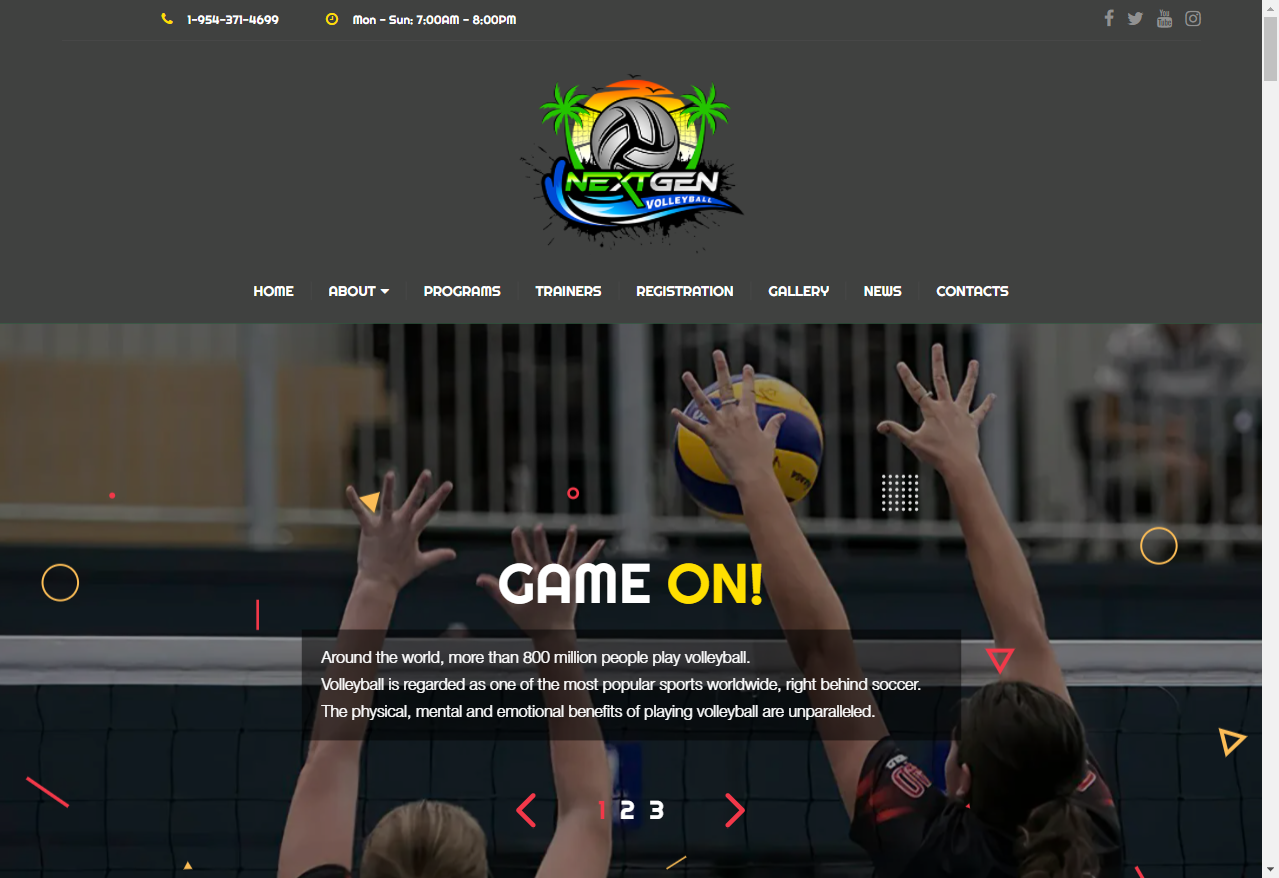 1-954-371-4699
Mon - Sun: 7:00AM - 8:00PM
You
Tube
NEXTGEN
VOLLEYBALL
HOME
ABOUT
PROGRAMS
TRAINERS
REGISTRATION
GALLERY
NEWS
CONTACTS
GAME ON!
Around the world, more than 800 million people play volleyball.
Volleyball is regarded as one of the most popular sports worldwide, right behind soccer.
The physical, mental and emotional benefits of playing volleyball are unparalleled.
1 2 3